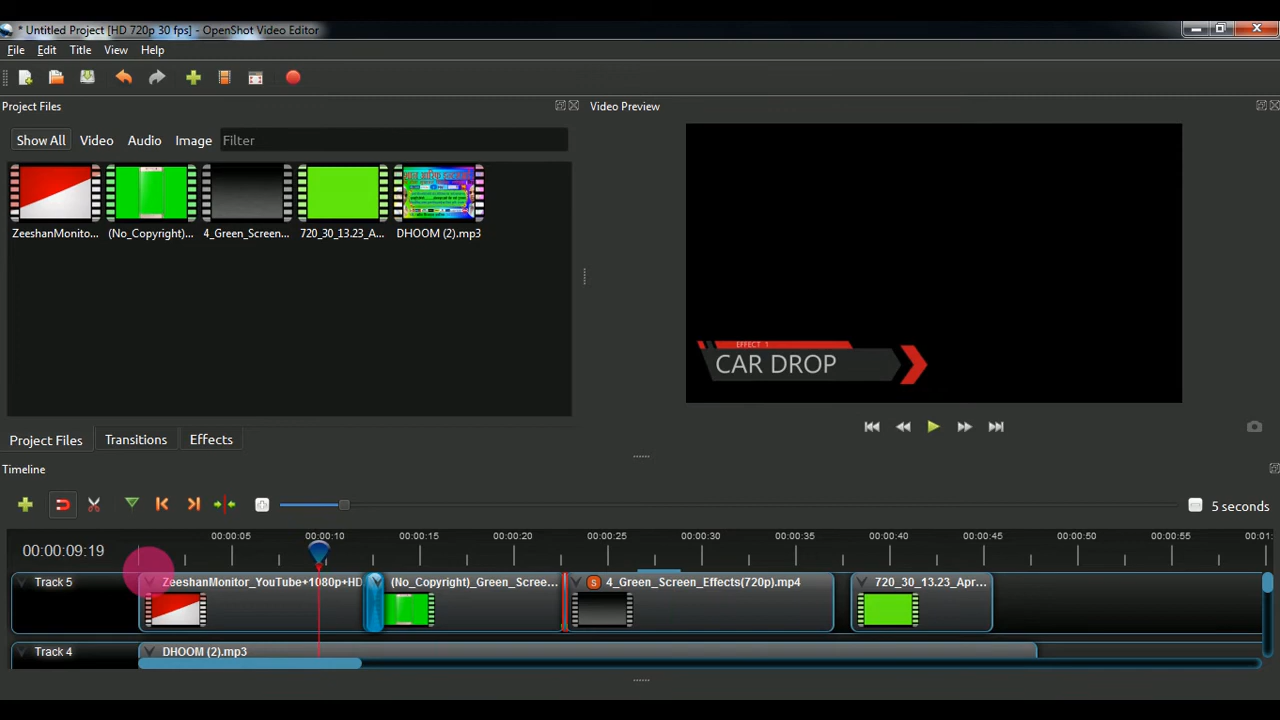 * Untitled Project [HD 720p 30 fps] - OpenShot Video Editor
File Edit Title View Help
Project Files
Video Preview
Show All Video Audio Image Filter
ZeeshanMonito... (No_Copyright)... 4_Green_Screen... 720_30_13.23_A... DHOOM (2).mp3
EFFECT 1
CAR DROP
Project Files Transitions Effects
Timeline
5 seconds
00:00:09:19
00:00:05 00:00:10 00:00:15 00:00:20 00:00:25 00:00:30 00:00:35 00:00:40 00:00:45 00:00:50 00:00:55 00:01:
Track 5
ZeeshanMonitor_YouTube+1080p+HD
(No_Copyright)_Green_Scree...
S 4_Green_Screen_Effects(720p).mp4
720_30_13.23_Apr...
Track 4
DHOOM (2).mp3